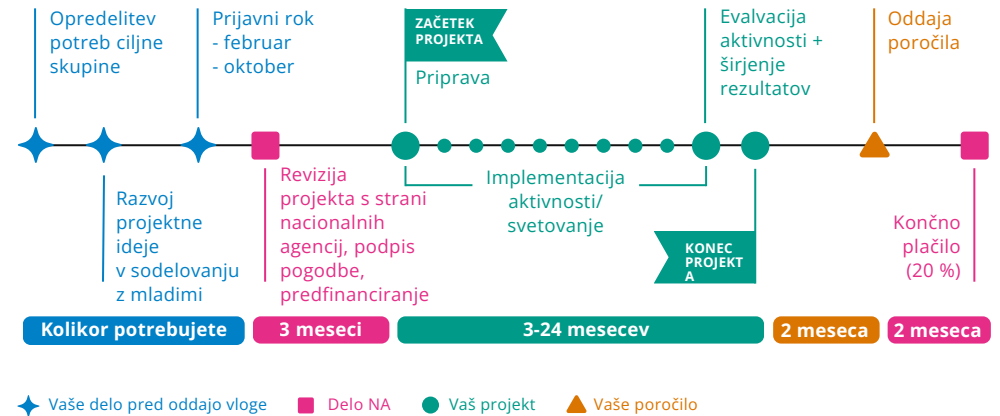 Opredelitev
potreb ciljne
skupine
Prijavni rok
- februar
- oktober
ZAČETEK
PROJEKTA
Priprava
Evalvacija
aktivnosti +
širjenje
rezultatov
Oddaja
poročila
Razvoj
projektne
ideje
v sodelovanju
z mladimi
Revizija
projekta s strani
nacionalnih
agencij, podpis
pogodbe,
predfinanciranje
Implementacija
aktivnosti/
svetovanje
KONEC
PROJEKT
A
Končno
plačilo
(20 %)
Kolikor potrebujete
3 meseci
3-24 mesecev
2 meseca
2 meseca
Vaše delo pred oddajo vloge
Delo NA
Vaš projekt
Vaše poročilo